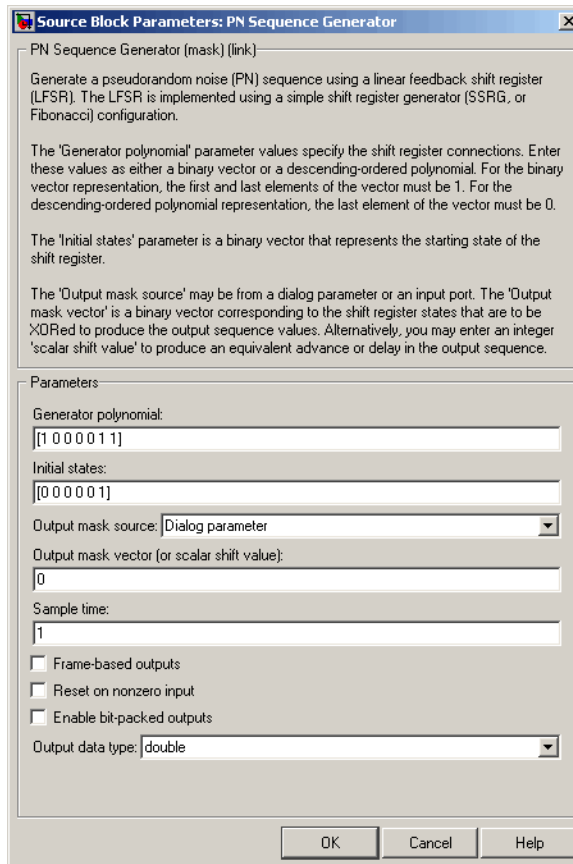 Source Block Parameters: PN Sequence Generator
PN Sequence Generator (mask) (link)
Generate a pseudorandom noise (PN) sequence using a linear feedback shift register
(LFSR). The LFSR is implemented using a simple shift register generator (SSRG, or
Fibonacci) configuration.
The 'Generator polynomial' parameter values specify the shift register connections. Enter
these values as either a binary vector or a descending-ordered polynomial. For the binary
vector representation, the first and last elements of the vector must be 1. For the
descending-ordered polynomial representation, the last element of the vector must be 0.
The 'Initial states' parameter is a binary vector that represents the starting state of the
shift register.
The 'Output mask source' may be from a dialog parameter or an input port. The 'Output
mask vector' is a binary vector corresponding to the shift register states that are to be
XORed to produce the output sequence values. Alternatively, you may enter an integer
'scalar shift value' to produce an equivalent advance or delay in the output sequence.
Parameters
Generator polynomial:
[1 0 0 0 0 1 1]
Initial states:
[0 0 0 0 0 1]
Output mask source: Dialog parameter
Output mask vector (or scalar shift value):
0
Sample time:
1
Frame-based outputs
Reset on nonzero input
Enable bit-packed outputs
Output data type: double
OK Cancel Help